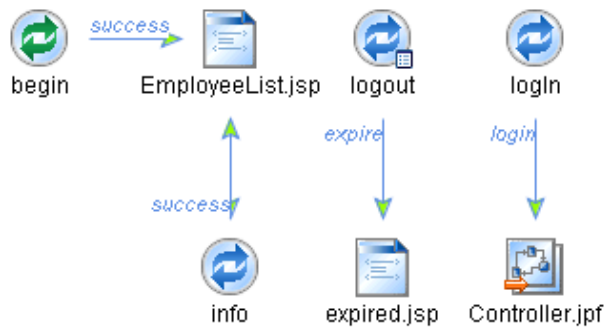 success
begin
EmployeeList.jsp
logout
logIn
expire
login
success
info
expired.jsp
Controller.jpf